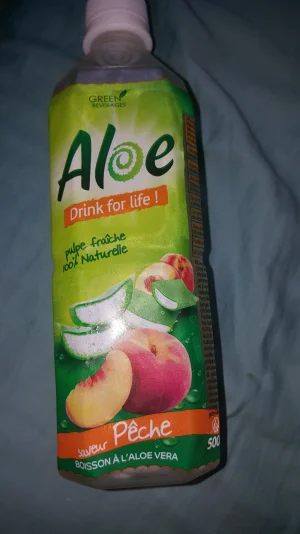 GREEN
BEVERAGES
Aloe
Drink for life !
pulpe fraîche
100% Naturelle
saveur Pêche
BOISSON À L'ALOE VERA
500